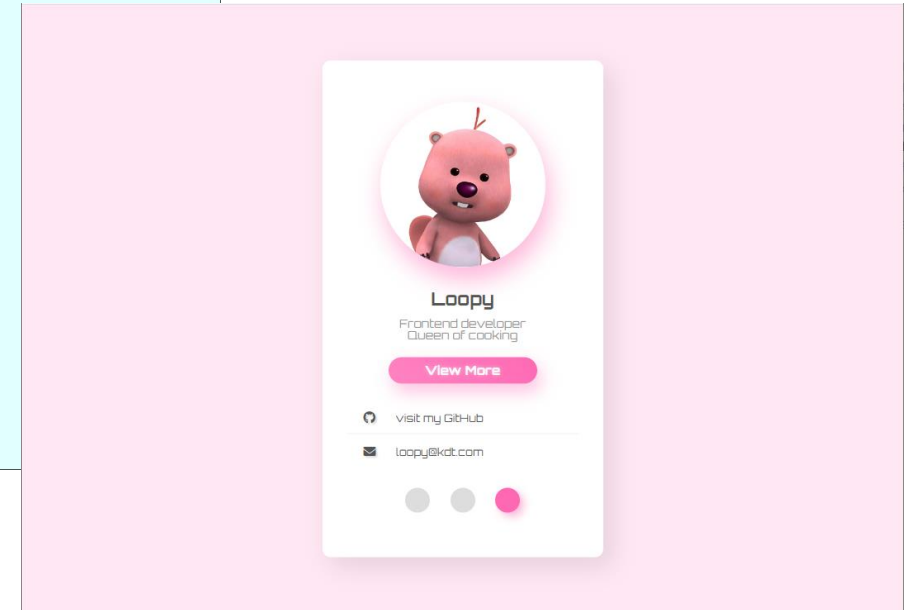 Loopy
Frontend developer
Queen of cooking
View More
visit my GitHub
loopy@kdt.com